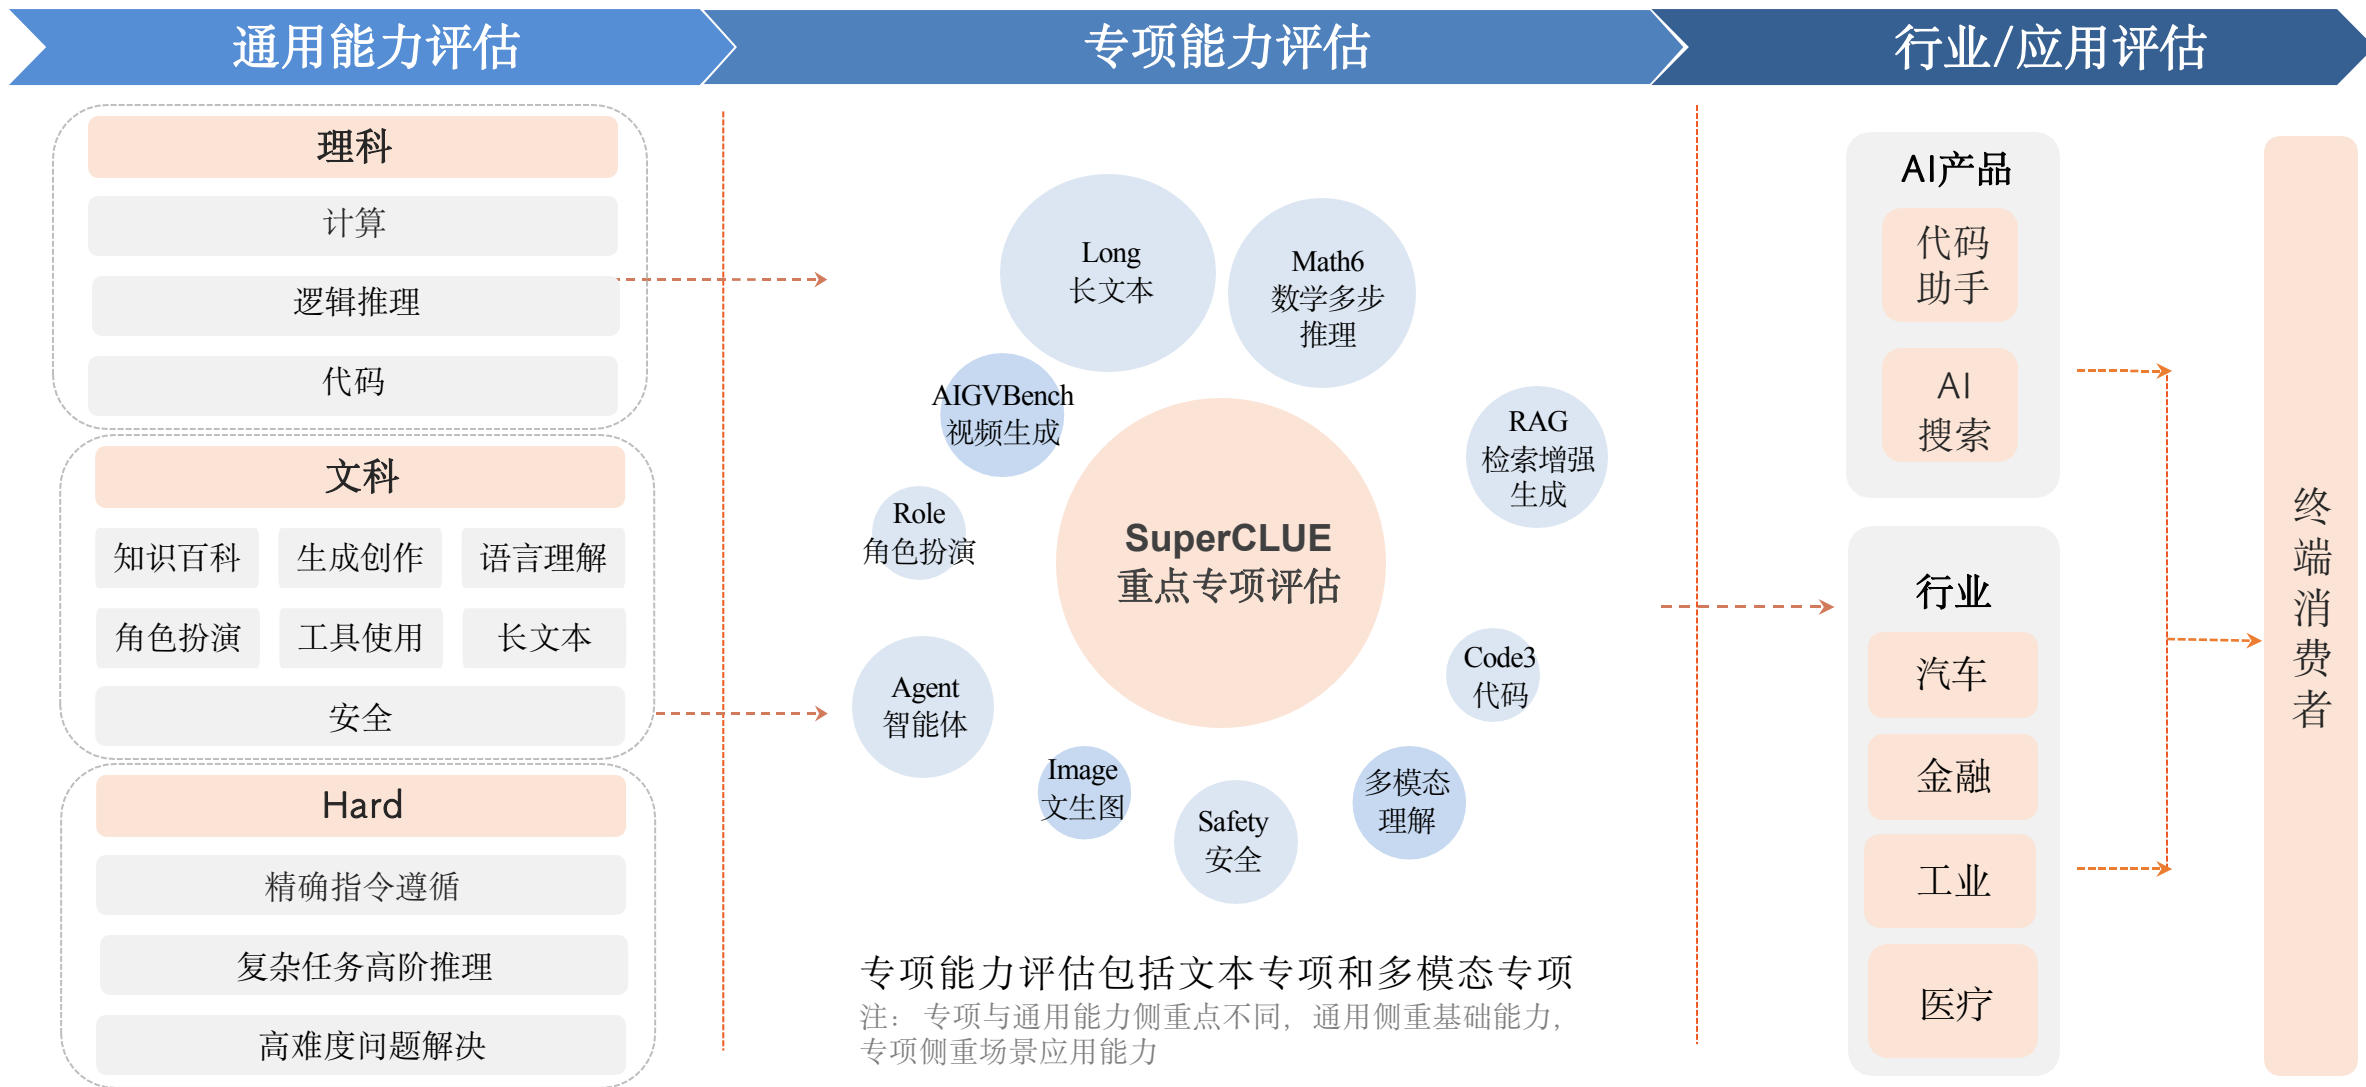 通用能力评估
专项能力评估
行业/应用评估
理科
计算
逻辑推理
代码
文科
知识百科
生成创作
语言理解
角色扮演
工具使用
长文本
安全
Hard
精确指令遵循
复杂任务高阶推理
高难度问题解决
Long
长文本
Math6
数学多步
推理
AIGVBench
视频生成
RAG
检索增强
生成
Role
角色扮演
SuperCLUE
重点专项评估
Code3
代码
Agent
智能体
Image
文生图
Safety
安全
多模态
理解
专项能力评估包括文本专项和多模态专项
注： 专项与通用能力侧重点不同，通用侧重基础能力，
专项侧重场景应用能力
AI产品
代码
助手
AI
搜索
行业
汽车
金融
工业
医疗
终
端
消
费
者